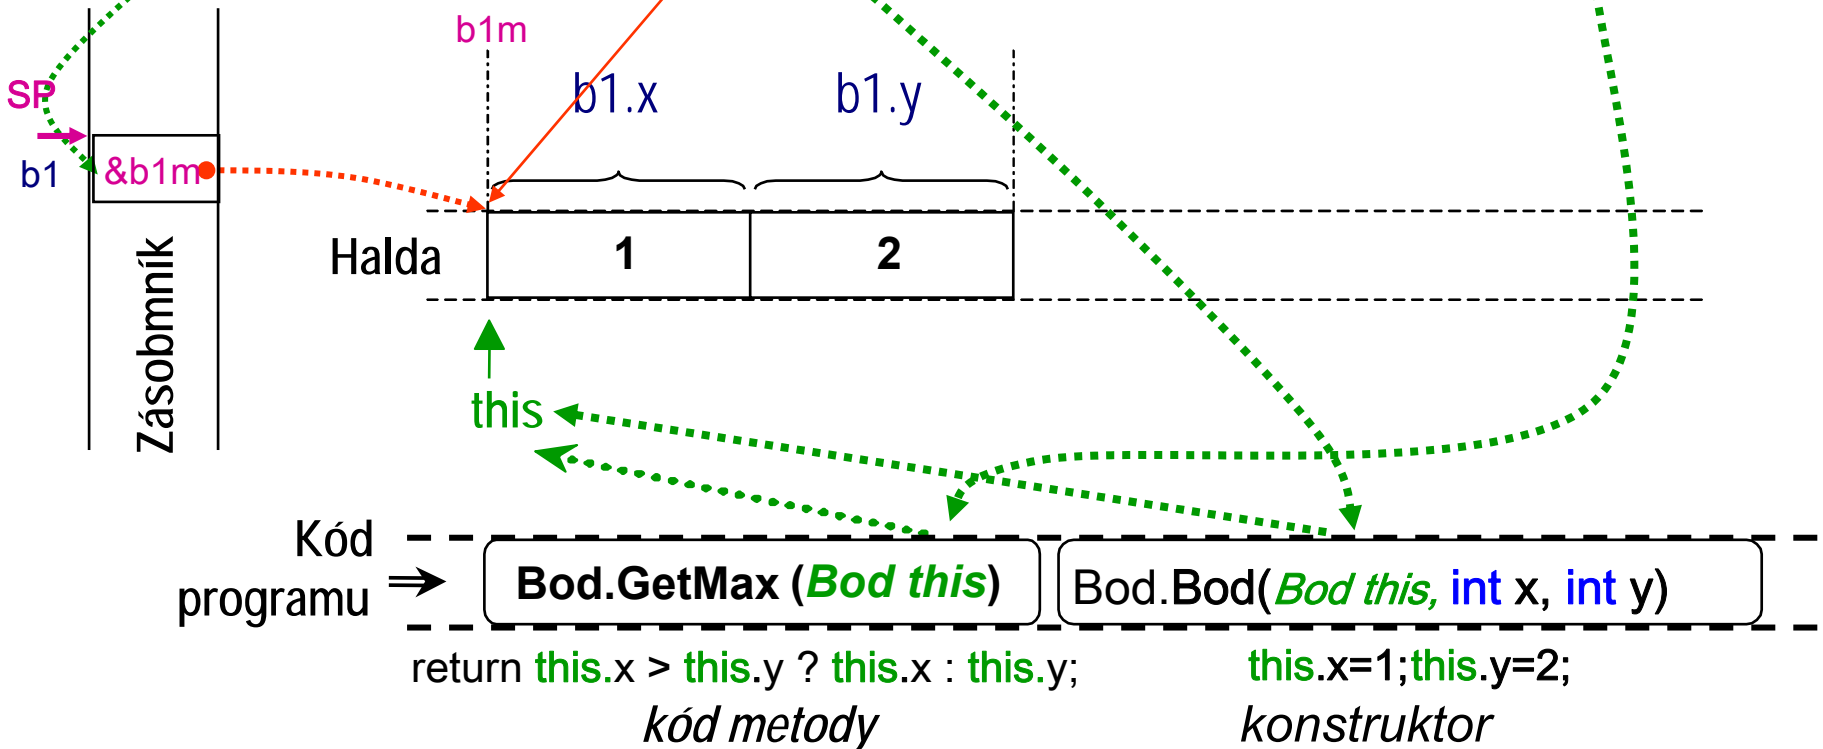 b1m
SP
b1.x b1.y
b1 &b1m
Zásobmník
Halda 1 2
this
Kód
programu ⇒ Bod.GetMax (Bod this) Bod.Bod(Bod this, int x, int y)
return this.x > this.y ? this.x : this.y; this.x=1;this.y=2;
kód metody konstruktor